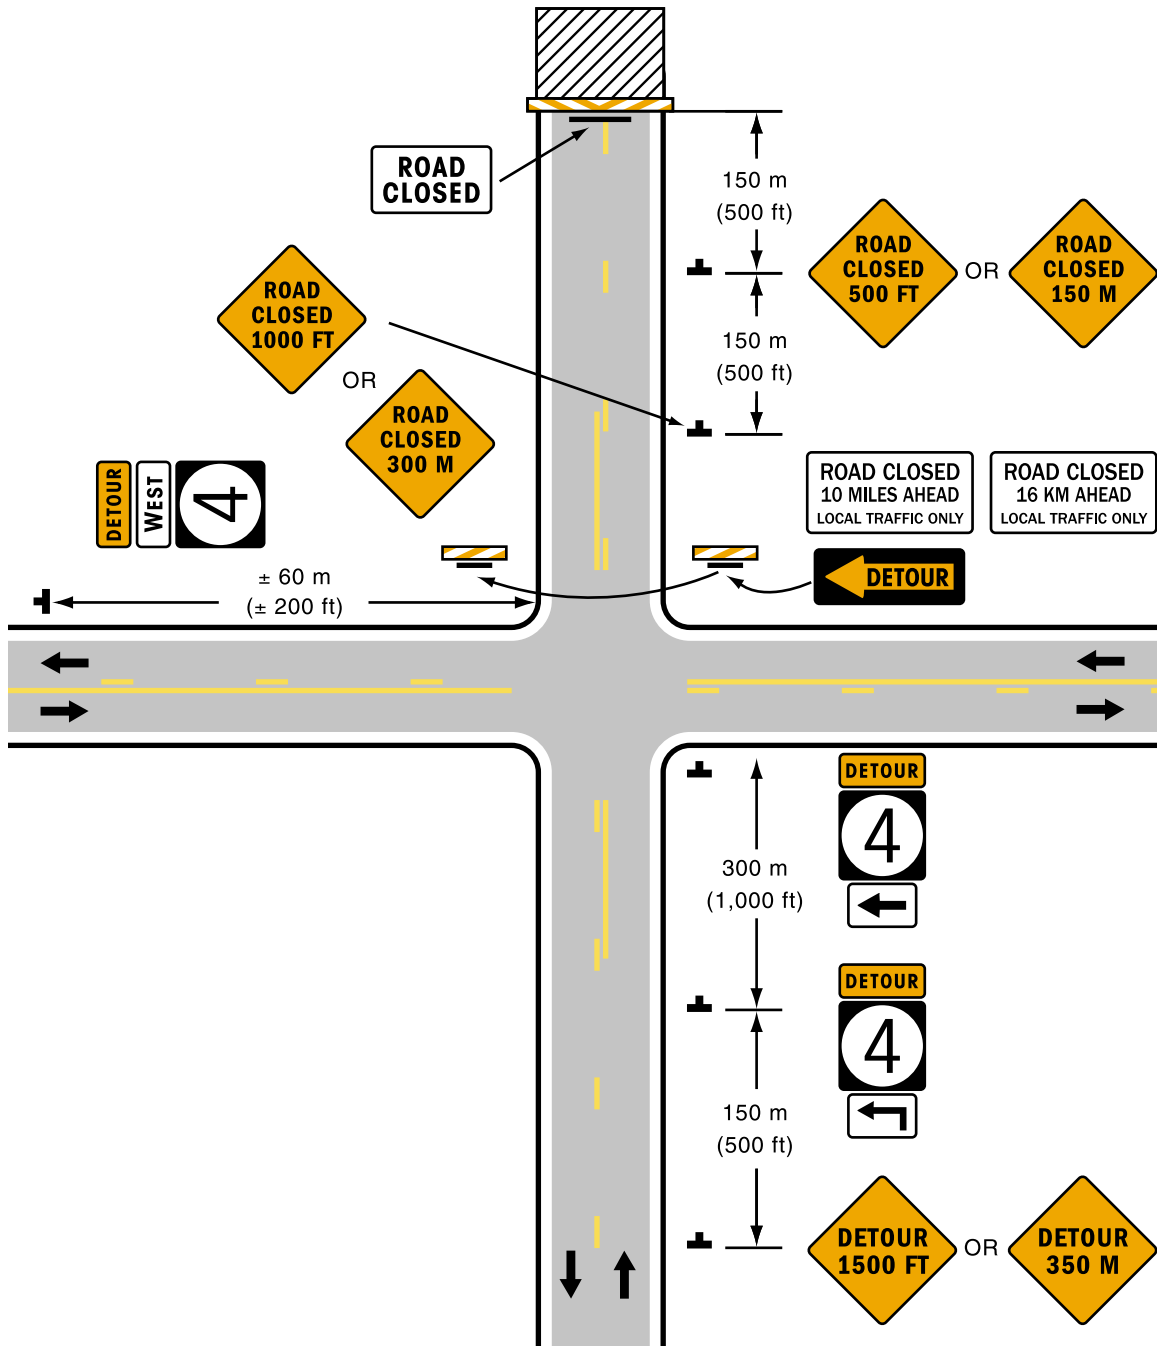 ROAD
CLOSED
150 m
(500 ft)
ROAD
CLOSED
500 FT
OR
ROAD
CLOSED
150 M
ROAD
CLOSED
1000 FT
OR
ROAD
CLOSED
300 M
150 m
(500 ft)
DETOUR
WEST
4
ROAD CLOSED
10 MILES AHEAD
LOCAL TRAFFIC ONLY
ROAD CLOSED
16 KM AHEAD
LOCAL TRAFFIC ONLY
DETOUR
± 60 m
(± 200 ft)
DETOUR
4
300 m
(1,000 ft)
DETOUR
4
150 m
(500 ft)
DETOUR
1500 FT
OR
DETOUR
350 M